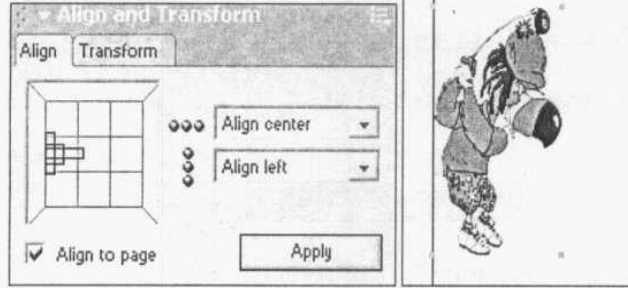 Align and Transform
Align Transform
Align center
Align left
Align to page Apply